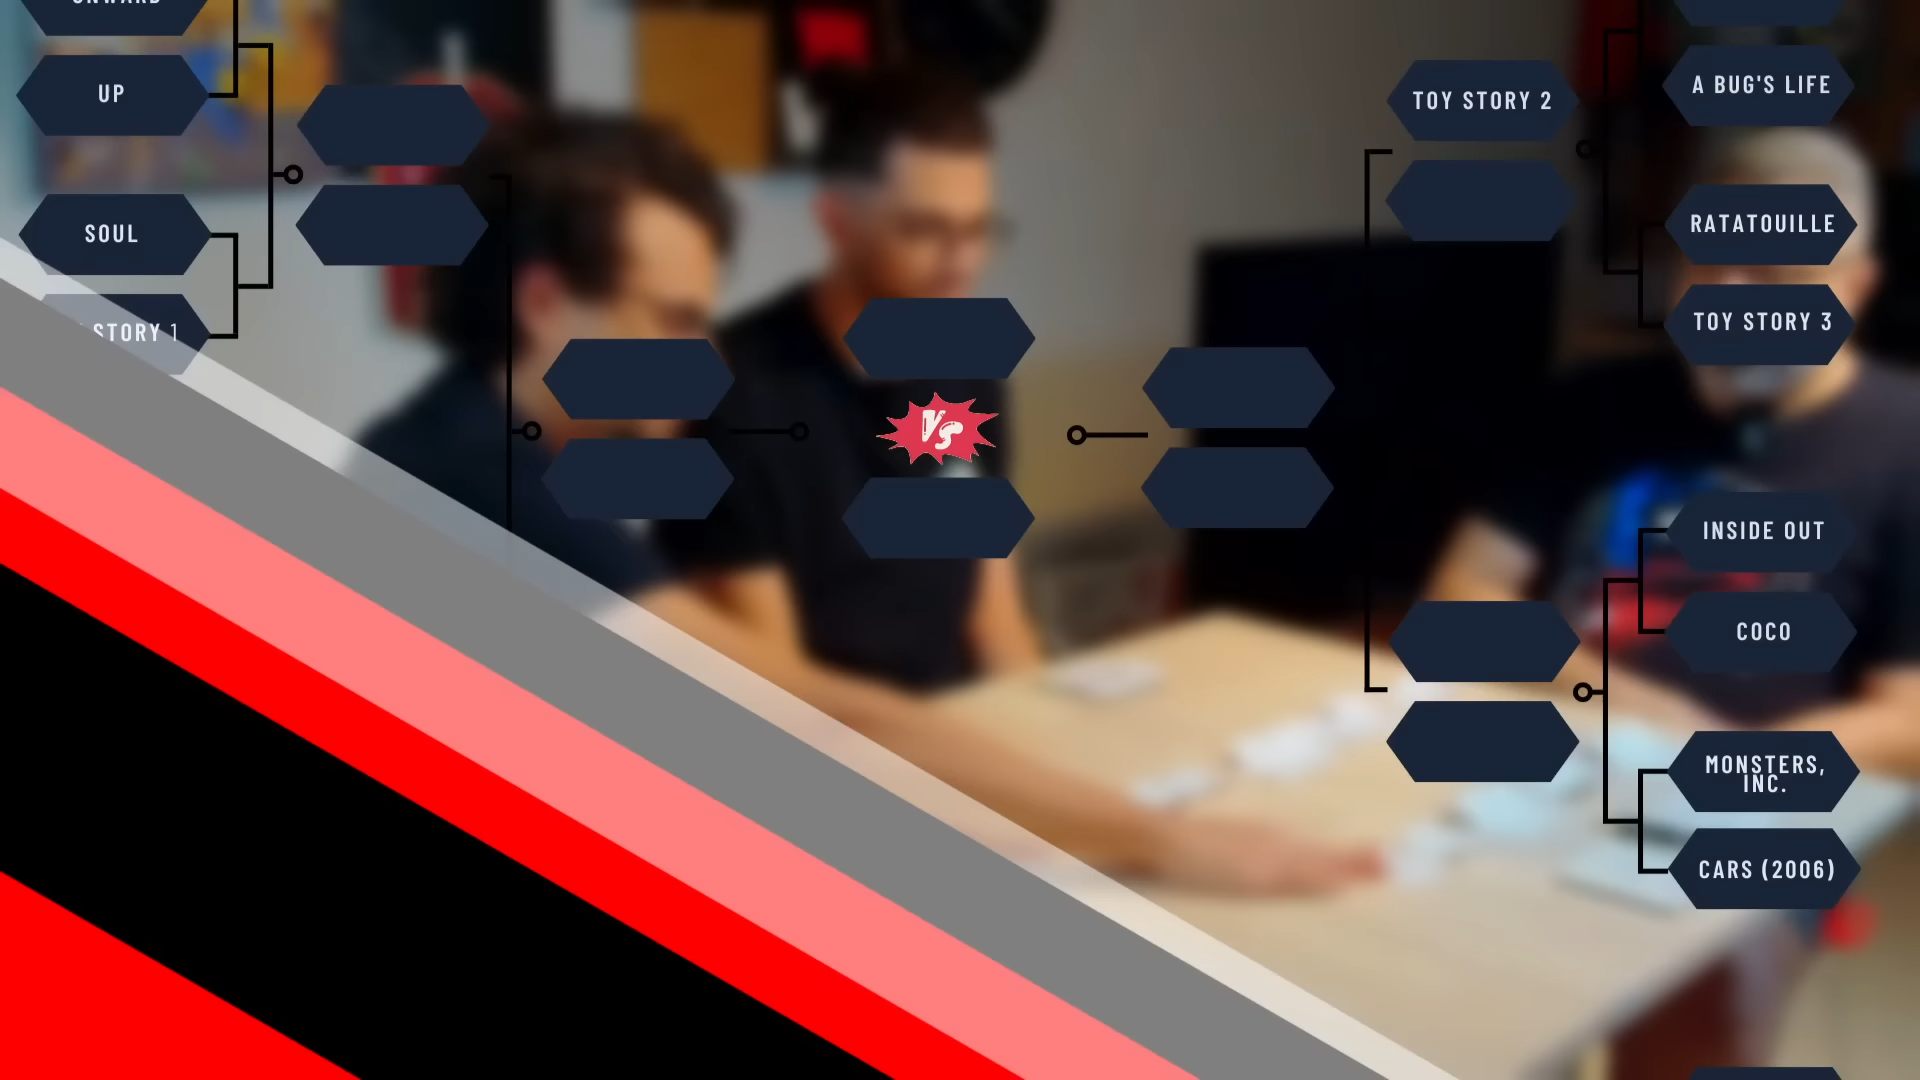 UP
SOUL
STORY 1
VS
TOY STORY 2
A BUG'S LIFE
RATATOUILLE
TOY STORY 3
INSIDE OUT
COCO
MONSTERS,
INC.
CARS (2006)